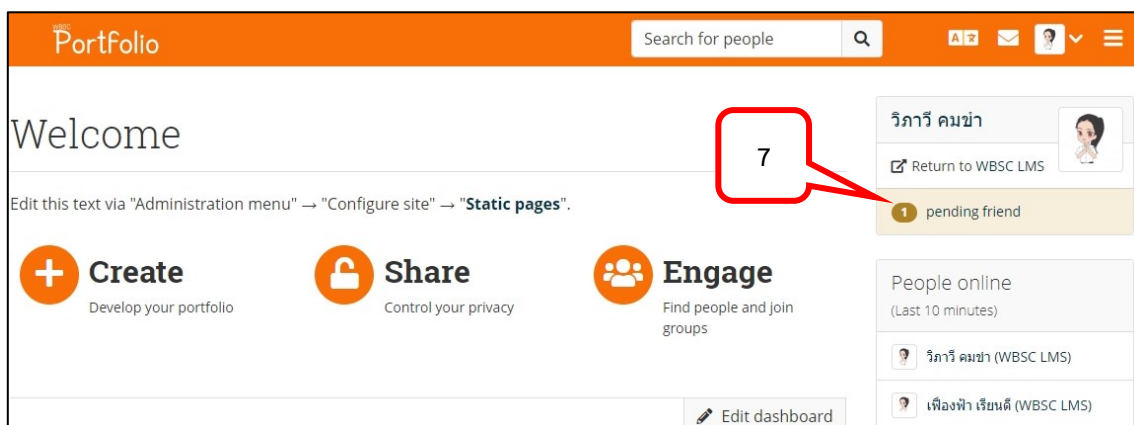 WBSC
Portfolio
Search for people
A
วิภาวี คมขำ
Welcome
7
Return to WBSC LMS
Edit this text via "Administration menu" → "Configure site" → "Static pages".
1 pending friend
Create
Develop your portfolio
Share
Control your privacy
Engage
Find people and join
groups
People online
(Last 10 minutes)
วิภาวี คมขำ (WBSC LMS)
เฟื่องฟ้า เรียนดี (WBSC LMS)
Edit dashboard